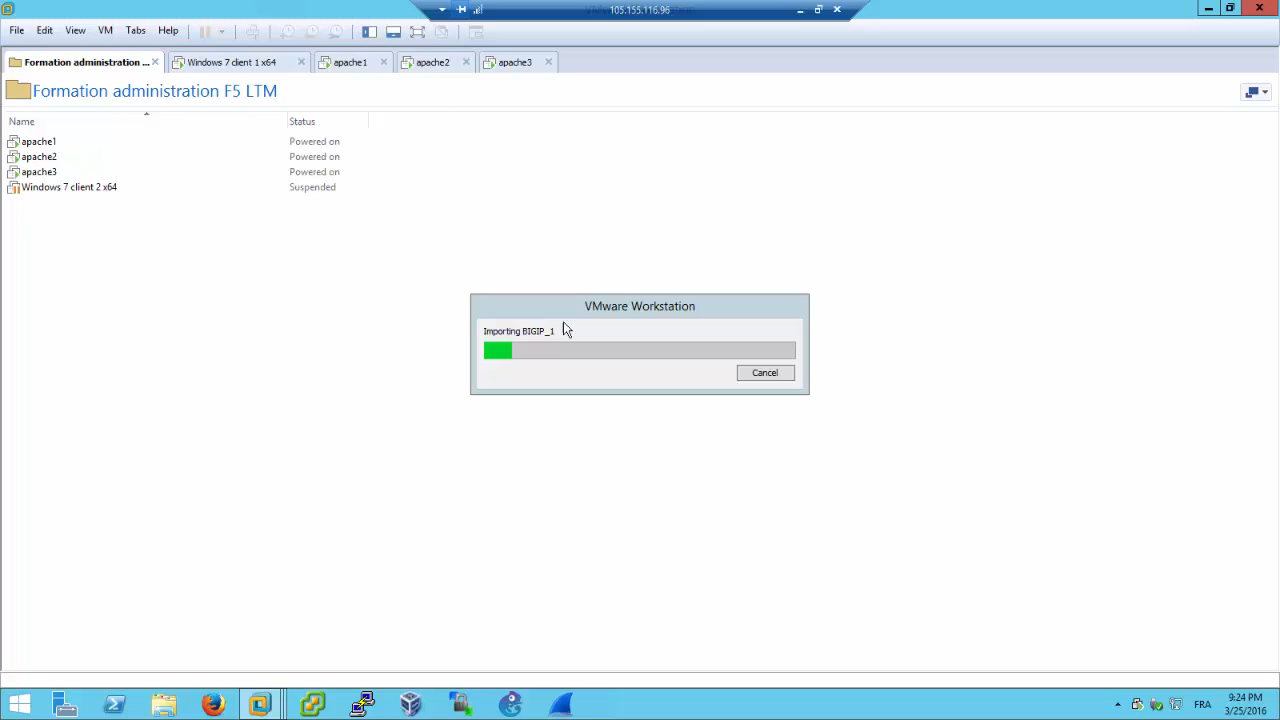 105.155.116.96
File Edit View VM Tabs Help
Formation administration ... Windows 7 client 1 x64 apache1 apache2 apache3
Formation administration F5 LTM
Name Status
apache1 Powered on
apache2 Powered on
apache3 Powered on
Windows 7 client 2 x64 Suspended
VMware Workstation
Importing BIGIP_1
Cancel
FRA 9:24 PM
3/25/2016